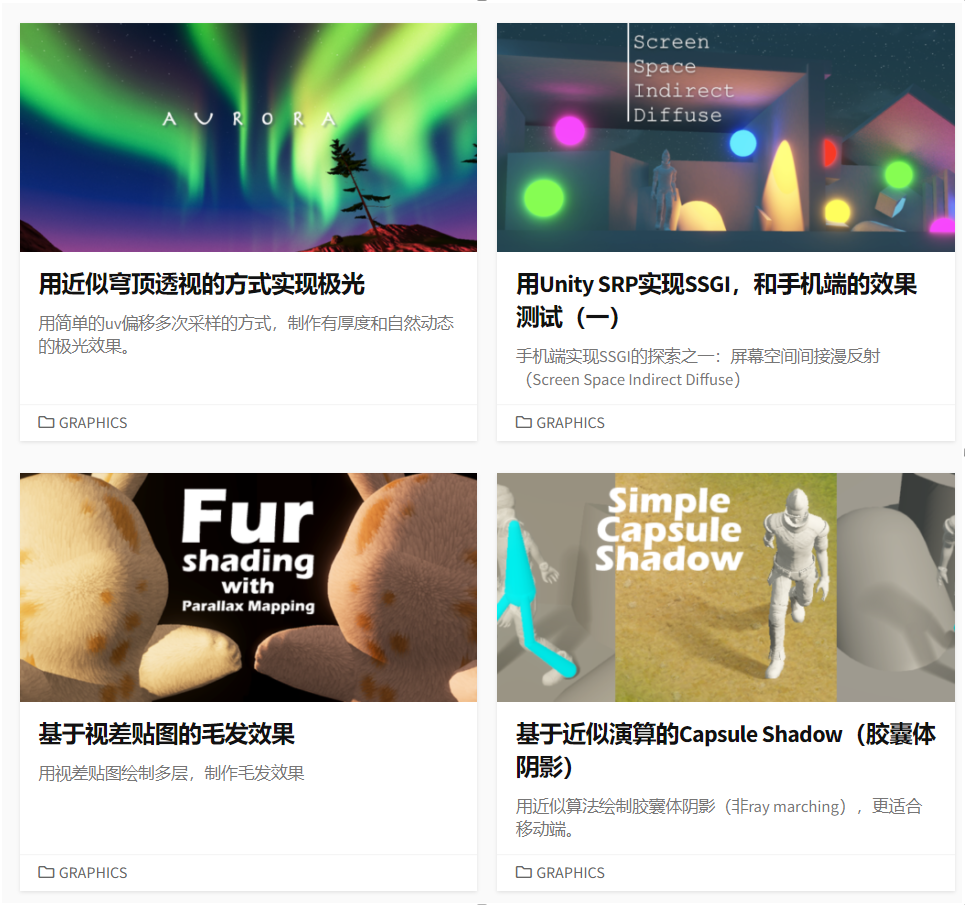 AURORA
用近似穹顶透视的方式实现极光
用简单的uv偏移多次采样的方式，制作有厚度和自然动态
的极光效果。
GRAPHICS
Screen
Space
Indirect
Diffuse
用Unity SRP实现SSGI，和手机端的效果
测试（一）
手机端实现SSGI的探索之一：屏幕空间间接漫反射
（Screen Space Indirect Diffuse）
GRAPHICS
Fur
shading
with
Parallax Mapping
基于视差贴图的毛发效果
用视差贴图绘制多层，制作毛发效果
GRAPHICS
Simple
Capsule
Shadow
基于近似演算的Capsule Shadow（胶囊体
阴影）
用近似算法绘制胶囊体阴影（非ray marching），更适合
移动端。
GRAPHICS